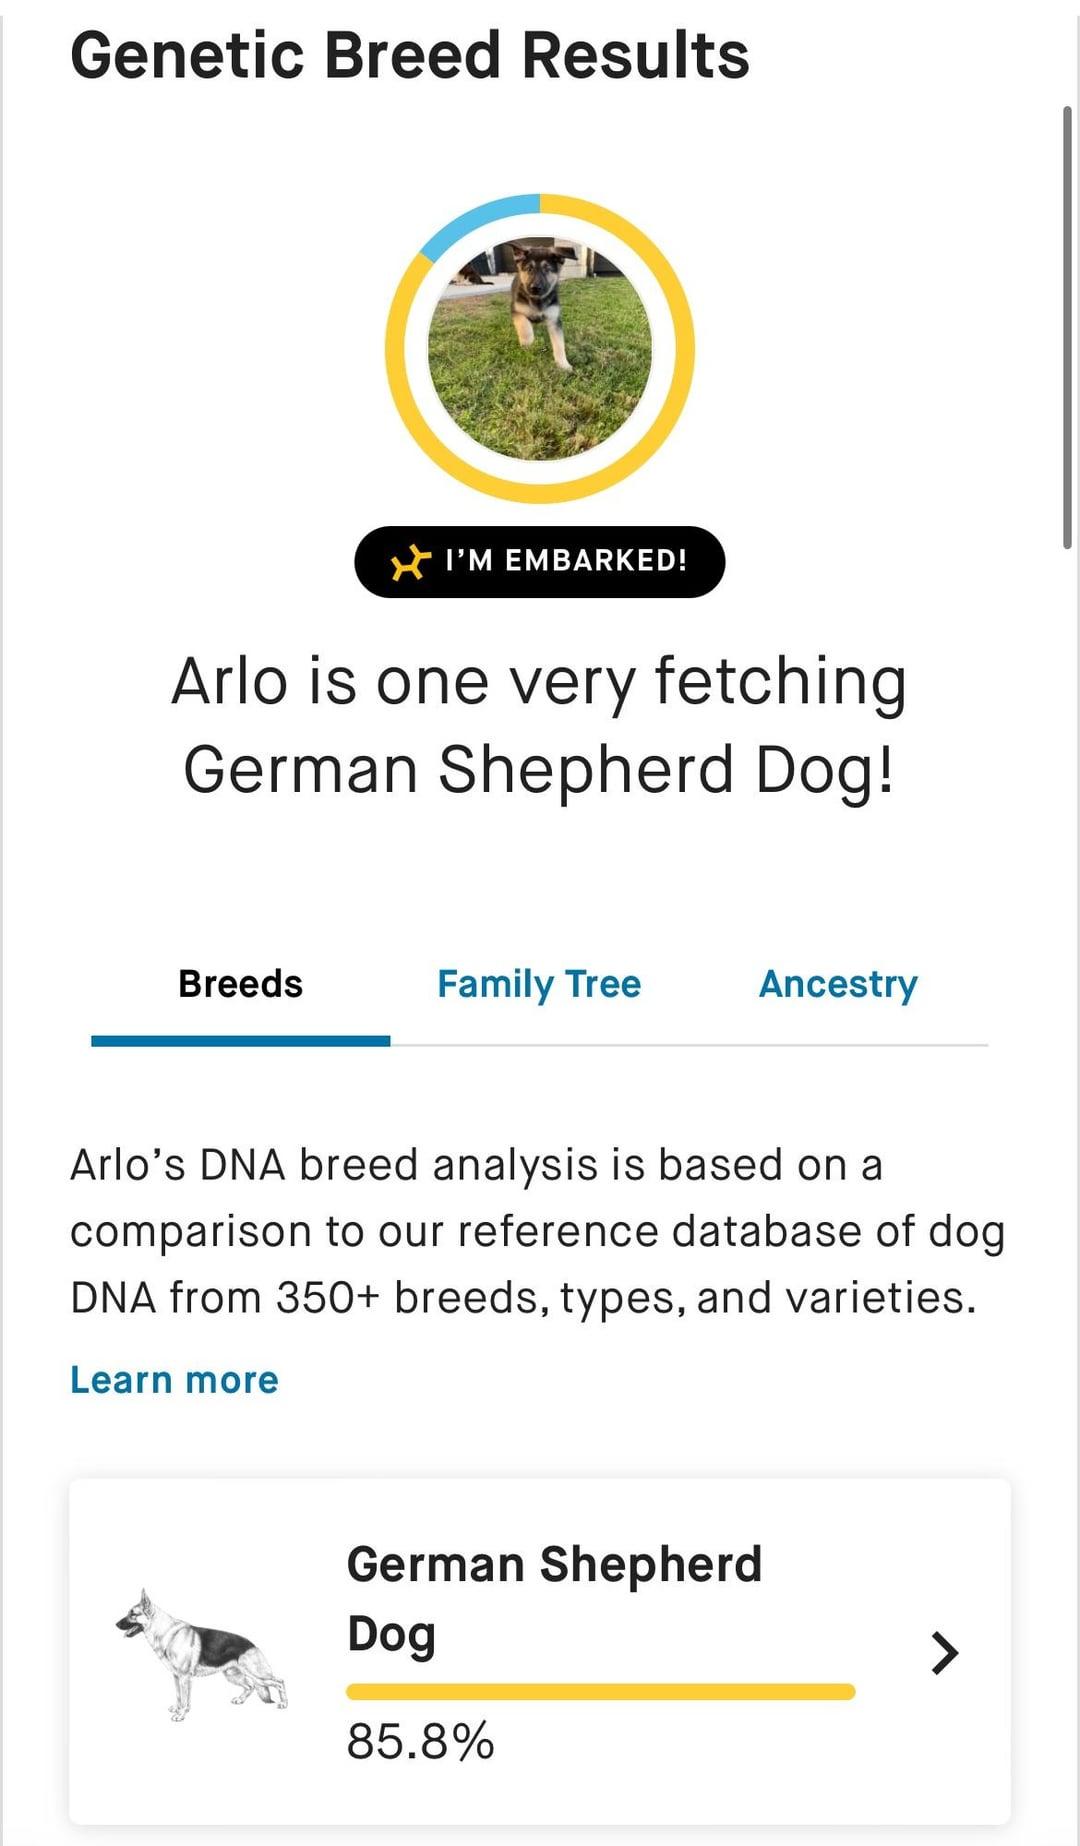 Genetic Breed Results
I’M EMBARKED!
Arlo is one very fetching
German Shepherd Dog!
Breeds
Family Tree
Ancestry
Arlo’s DNA breed analysis is based on a
comparison to our reference database of dog
DNA from 350+ breeds, types, and varieties.
Learn more
German Shepherd
Dog
85.8%